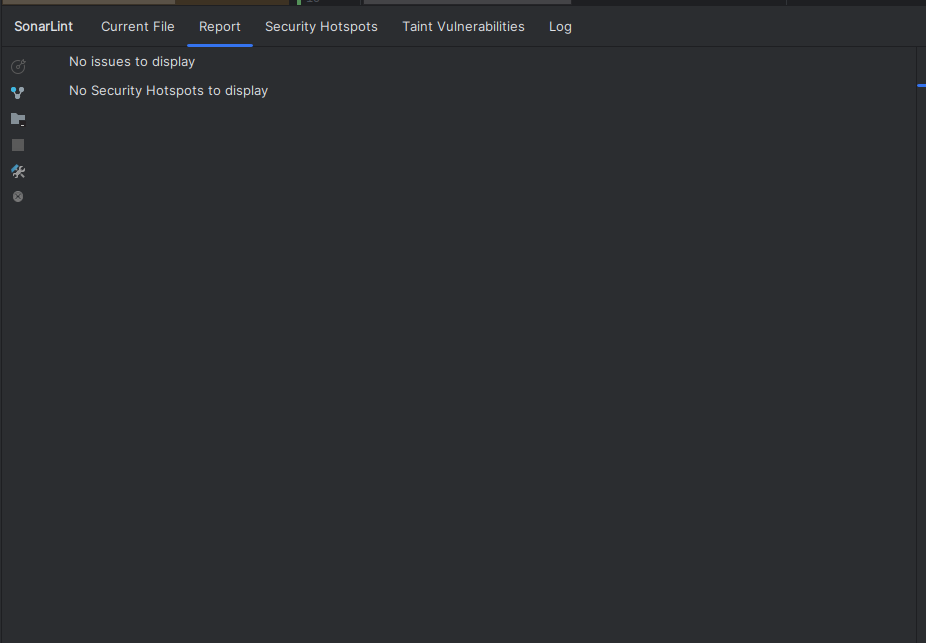 SonarLint Current File Report Security Hotspots Taint Vulnerabilities Log
No issues to display
No Security Hotspots to display